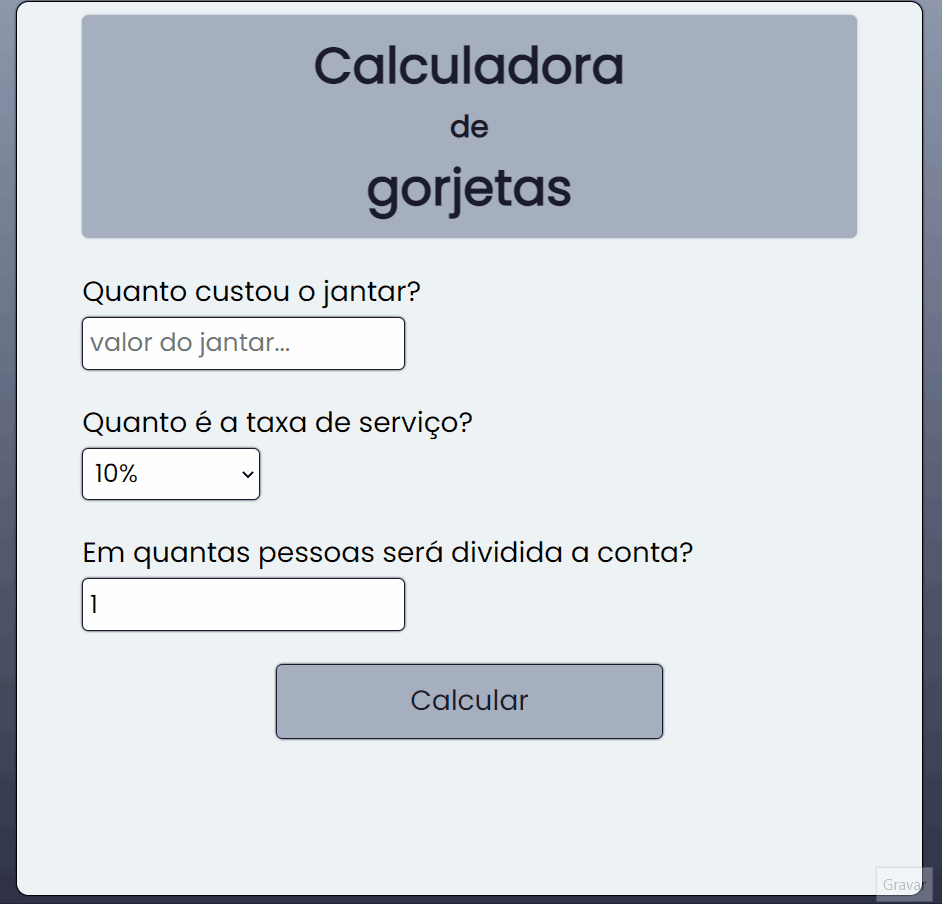 Calculadora
de
gorjetas
Quanto custou o jantar?
valor do jantar...
Quanto é a taxa de serviço?
10%
Em quantas pessoas será dividida a conta?
1
Calcular
Gravar